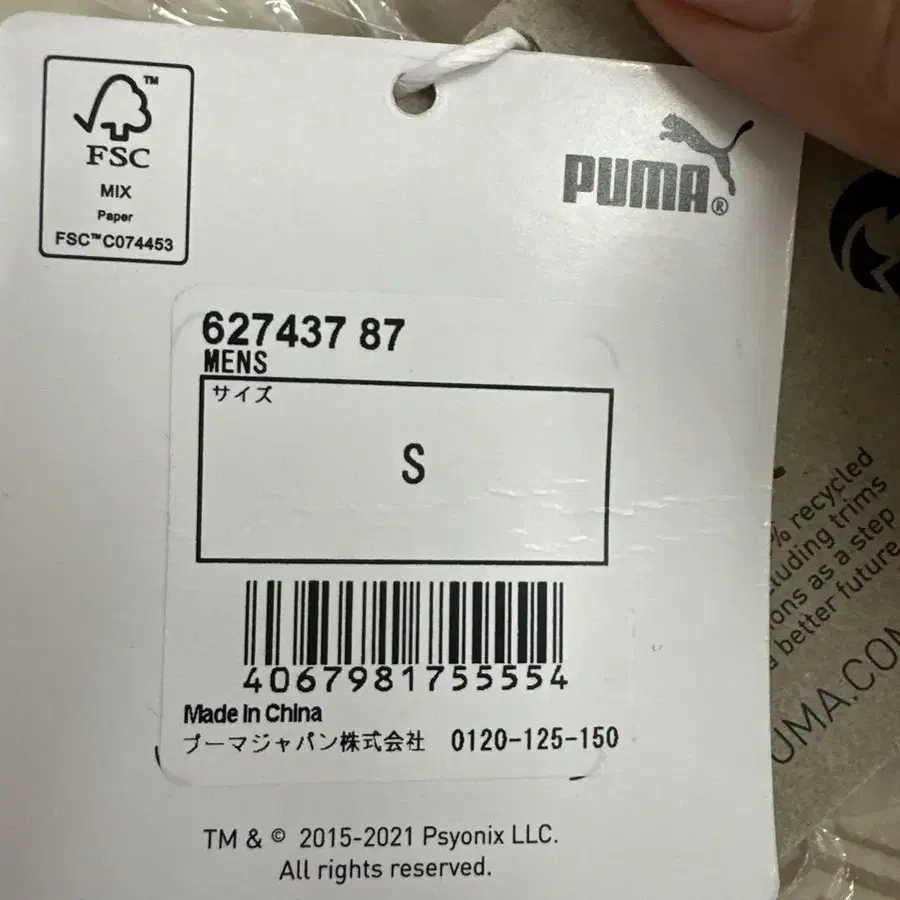 FSC
MIX
Paper
FSC™C074453
PUMA®
627437 87
MENS
サイズ
S
4067981755554
Made in China
プーマジャパン株式会社 0120-125-150
TM & © 2015-2021 Psyonix LLC.
All rights reserved.
% recycled
trims
ons as a step
better future
UMA.CO